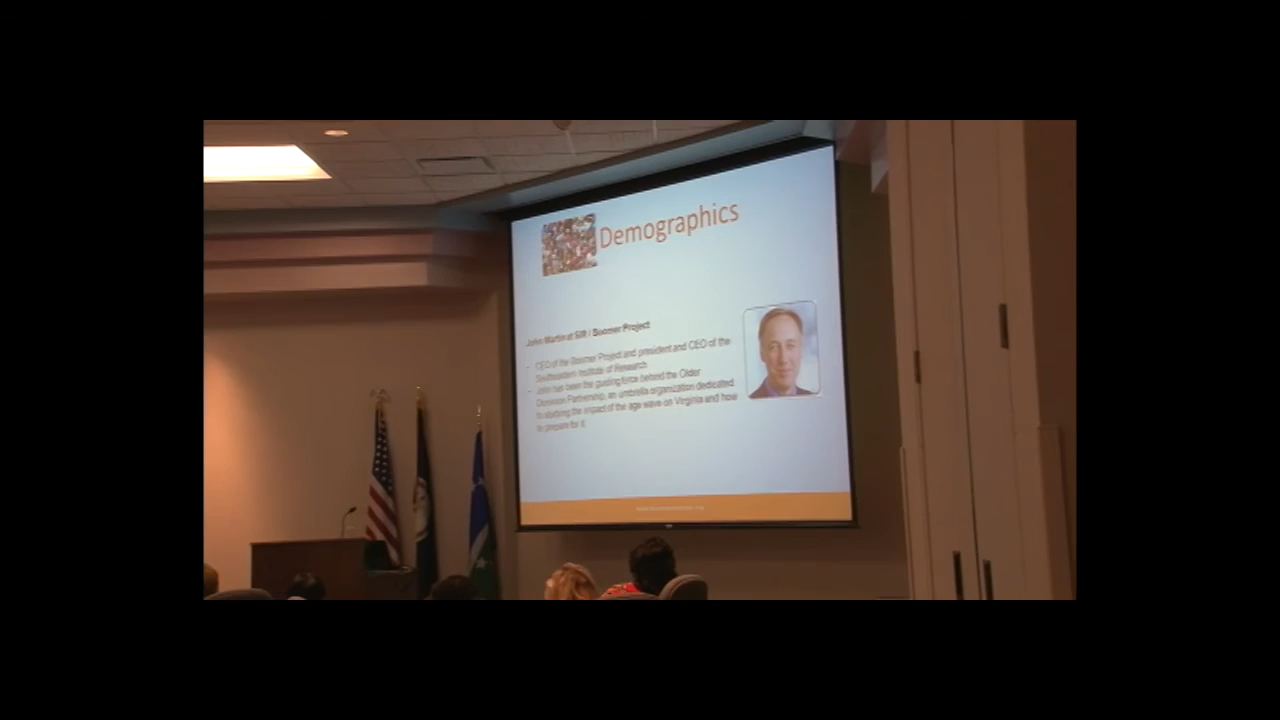 Demographics
John Martin at SIR / Boomer Project
- CEO of the Boomer Project and president and CEO of the
Southeastern Institute of Research
- John has been the guiding force behind the Older
Dominion Partnership, an umbrella organization dedicated
to studying the impact of the age wave on Virginia and how
to prepare for it